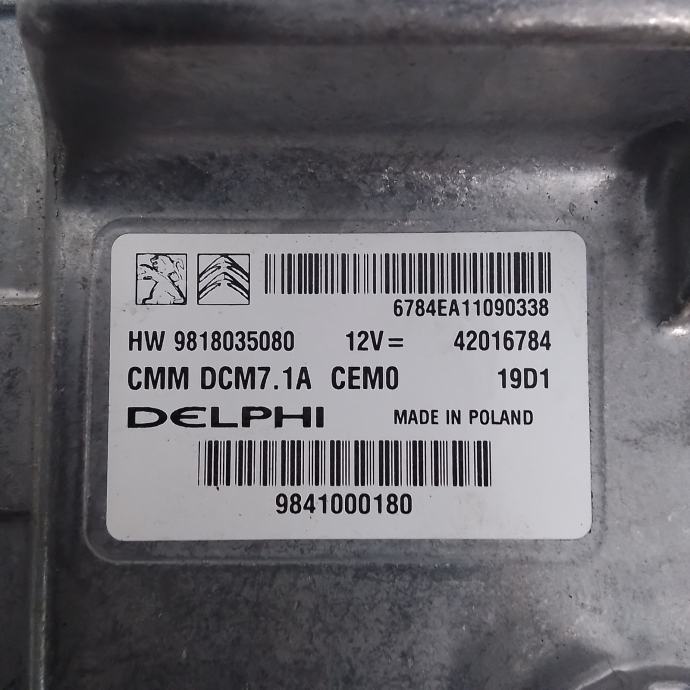 6784EA11090338
HW 9818035080 12V= 42016784
CMM DCM7.1A CEM0 19D1
DELPHI MADE IN POLAND
9841000180